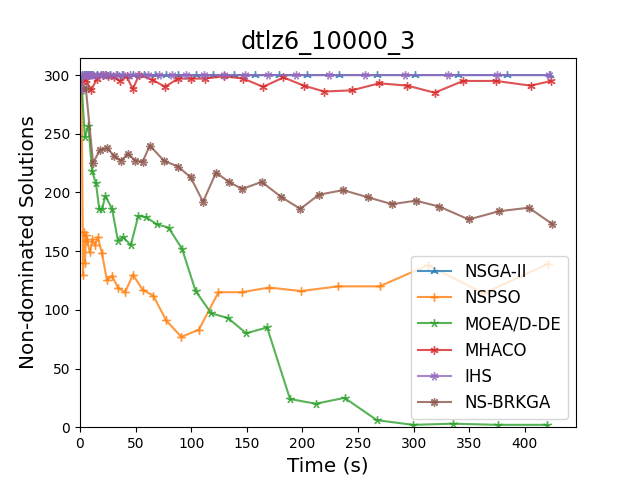 dtlz6_10000_3
Non-dominated Solutions
300
250
200
150
100
50
0
0 50 100 150 200 250 300 350 400
Time (s)
NSGA-II
NSPSO
MOEA/D-DE
MHACO
IHS
NS-BRKGA